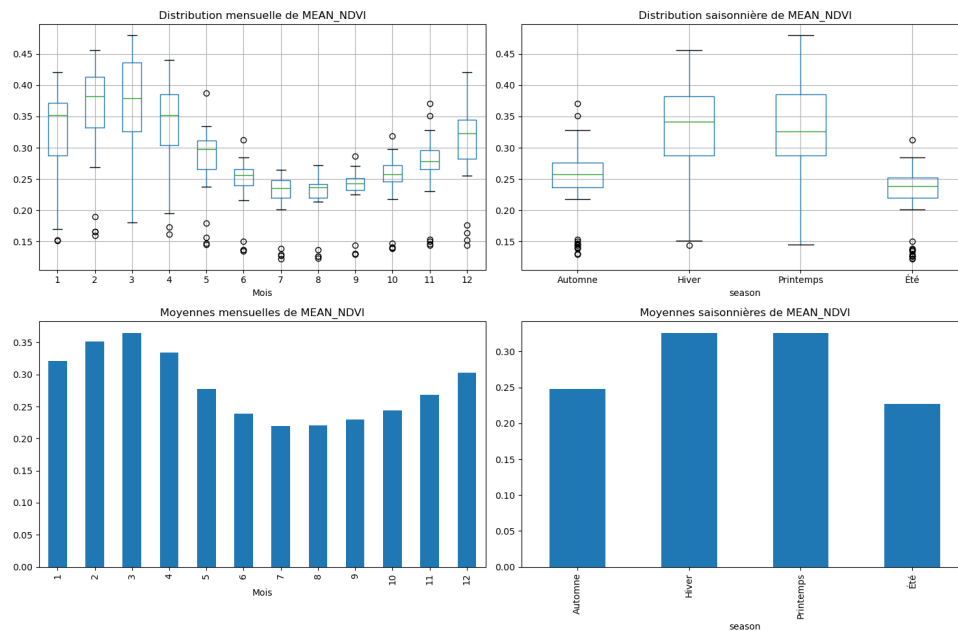 Distribution mensuelle de MEAN_NDVI
0.45
0.40
0.35
0.30
0.25
0.20
0.15
1 2 3 4 5 6 7 8 9 10 11 12
Mois
Distribution saisonnière de MEAN_NDVI
0.45
0.40
0.35
0.30
0.25
0.20
0.15
Automne Hiver Printemps Été
season
Moyennes mensuelles de MEAN_NDVI
0.35
0.30
0.25
0.20
0.15
0.10
0.05
0.00
1 2 3 4 5 6 7 8 9 10 11 12
Mois
Moyennes saisonnières de MEAN_NDVI
0.30
0.25
0.20
0.15
0.10
0.05
0.00
Automne Hiver Printemps Été
season